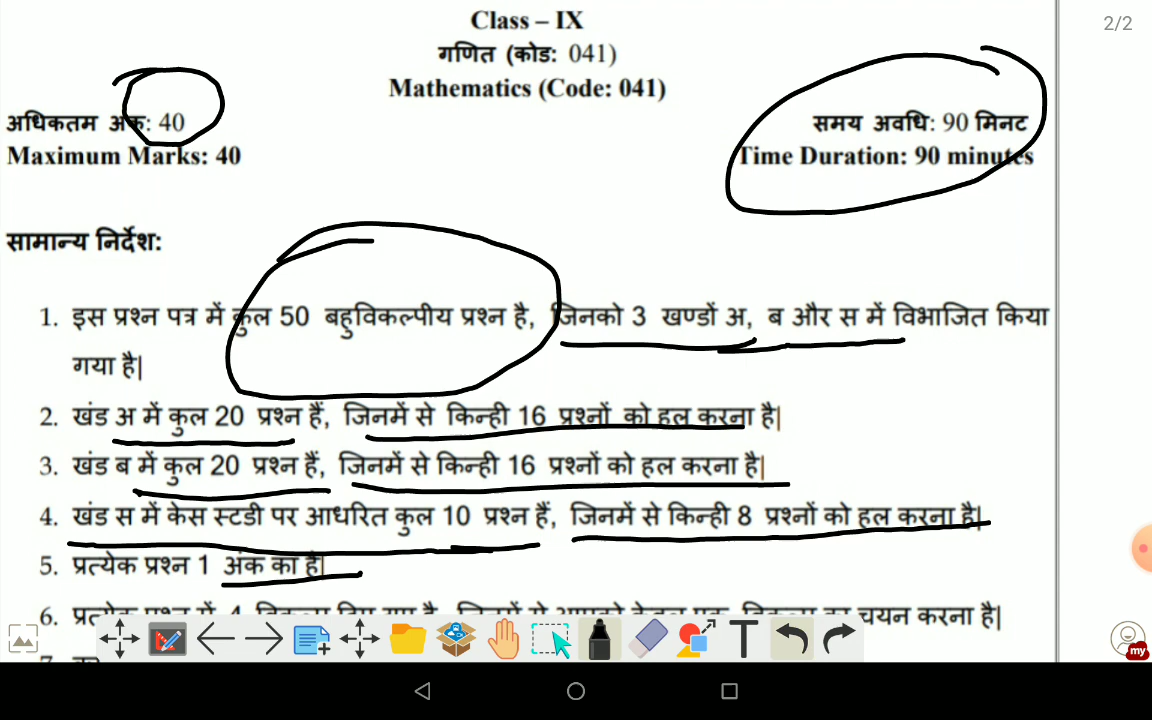 2/2
Class – IX
गणित (कोड: 041)
Mathematics (Code: 041)
अधिकतम अंक: 40 समय अवधि: 90 मिनट
Maximum Marks: 40 Time Duration: 90 minutes
सामान्य निर्देश:
1. इस प्रश्न पत्र में कुल 50 बहुविकल्पीय प्रश्न है, जिनको 3 खण्डों अ, ब और स में विभाजित किया
गया है|
2. खंड अ में कुल 20 प्रश्न हैं, जिनमें से किन्ही 16 प्रश्नों को हल करना है|
3. खंड ब में कुल 20 प्रश्न हैं, जिनमें से किन्ही 16 प्रश्नों को हल करना है|
4. खंड स में केस स्टडी पर आधरित कुल 10 प्रश्न हैं, जिनमें से किन्ही 8 प्रश्नों को हल करना है|
5. प्रत्येक प्रश्न 1 अंक का है|
6. चयन करना है|
T
my